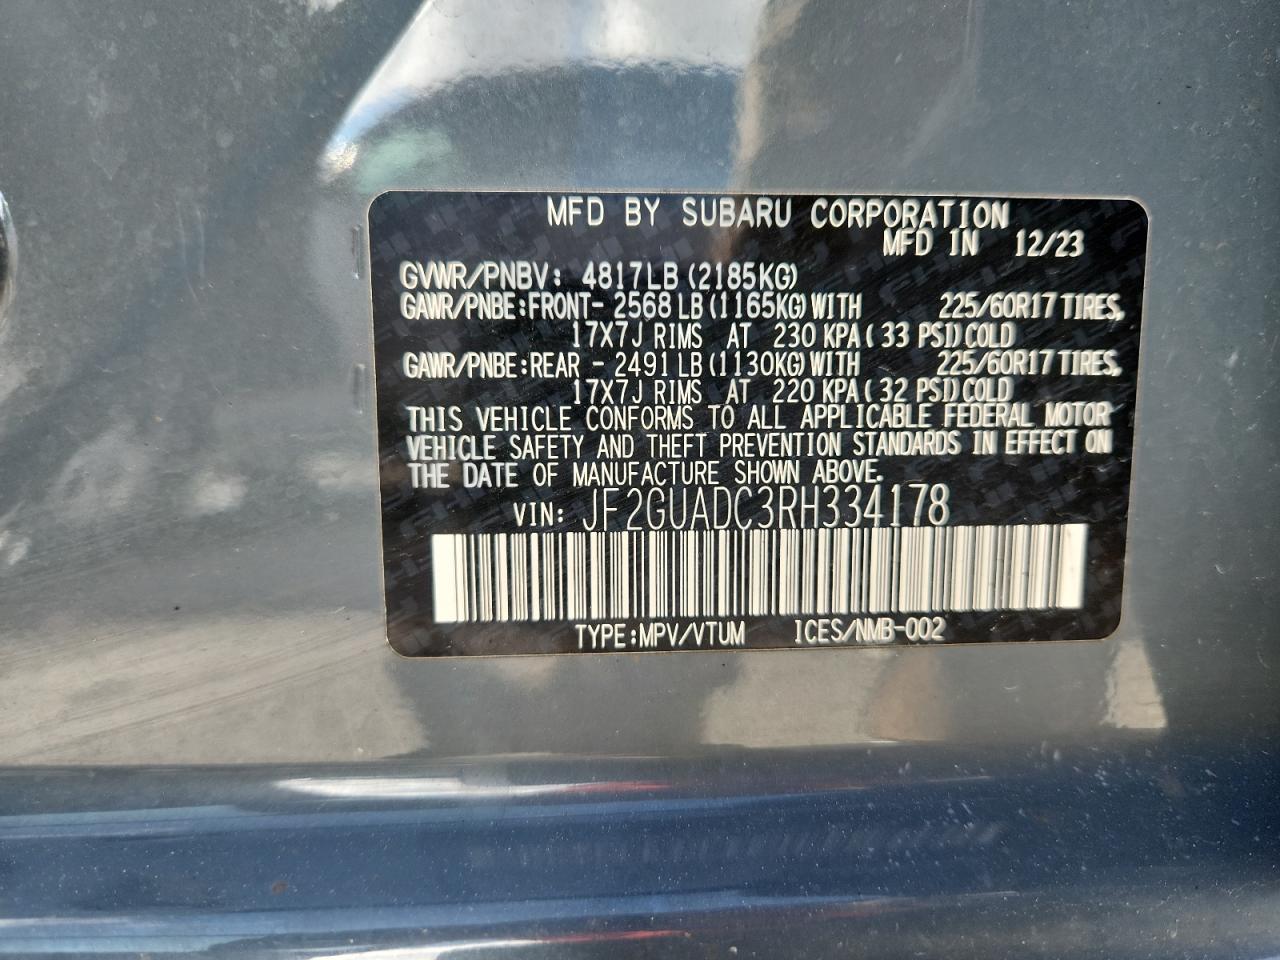 MFD BY SUBARU CORPORATION
MFD IN 12/23
GVWR/PNBV: 4817LB (2185KG)
GAWR/PNBE:FRONT- 2568 LB (1165KG) WITH 225/60R17 TIRES,
17X7J RIMS AT 230 KPA ( 33 PSI) COLD
GAWR/PNBE:REAR - 2491 LB (1130KG) WITH 225/60R17 TIRES,
17X7J RIMS AT 220 KPA ( 32 PSI) COLD
THIS VEHICLE CONFORMS TO ALL APPLICABLE FEDERAL MOTOR
VEHICLE SAFETY AND THEFT PREVENTION STANDARDS IN EFFECT ON
THE DATE OF MANUFACTURE SHOWN ABOVE.
VIN: JF2GUADC3RH334178
TYPE:MPV/VTUM ICES/NMB-002